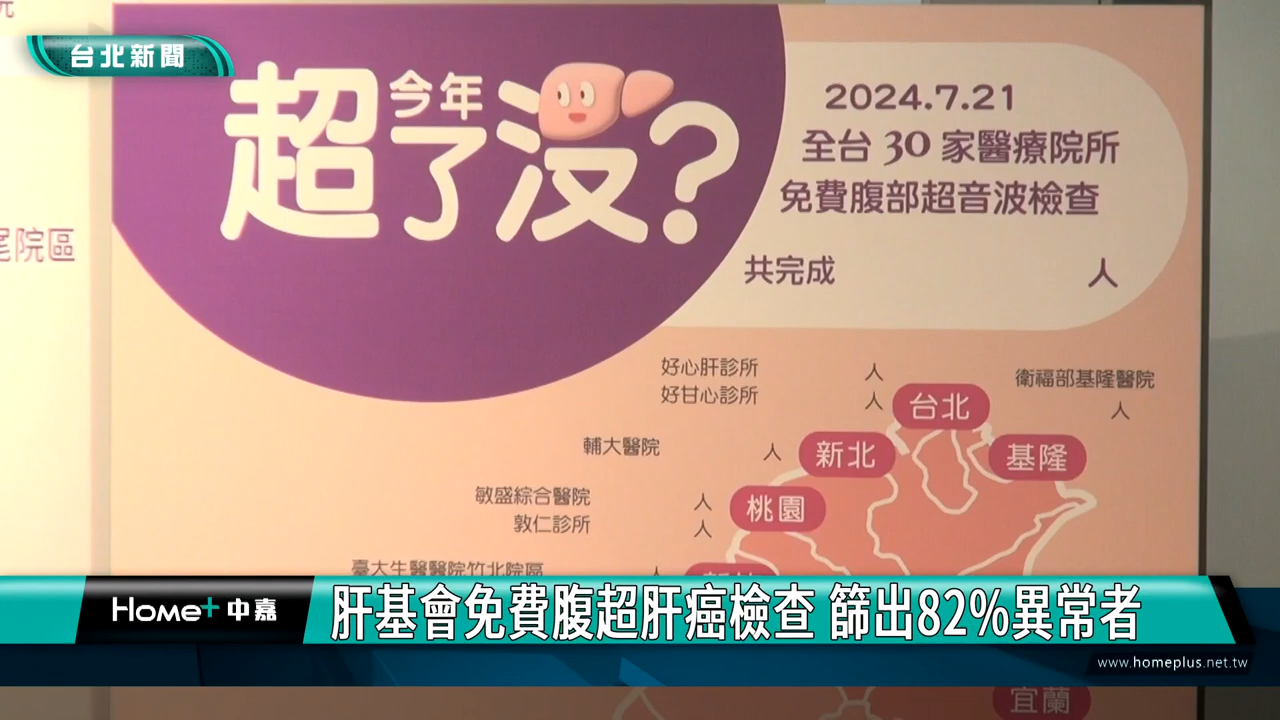 台北新聞
尾院區
今年
超了沒?
2024.7.21
全台 30 家醫療院所
免費腹部超音波檢查
共完成 人
好心肝診所 人
好甘心診所 人
台北
衛福部基隆醫院
人
輔大醫院 人
新北
基隆
敏盛綜合醫院 人
敦仁診所 人
桃園
臺大生醫醫院竹北院區
Home+中嘉
肝基會免費腹超肝癌檢查 篩出82%異常者
www.homeplus.net.tw
宜蘭